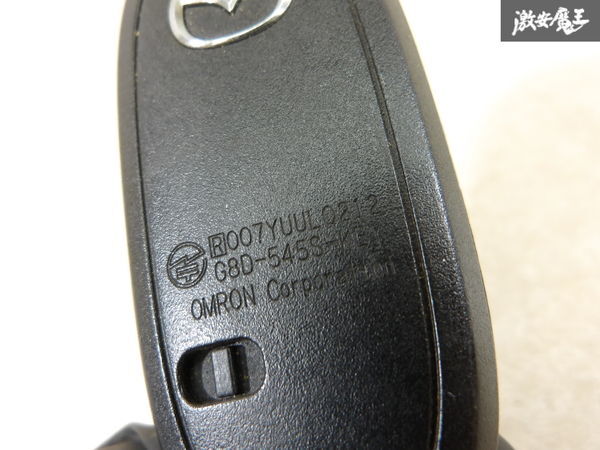 激安魔王
R007YUUL0212
G8D-545S-KEY
OMRON Corporation